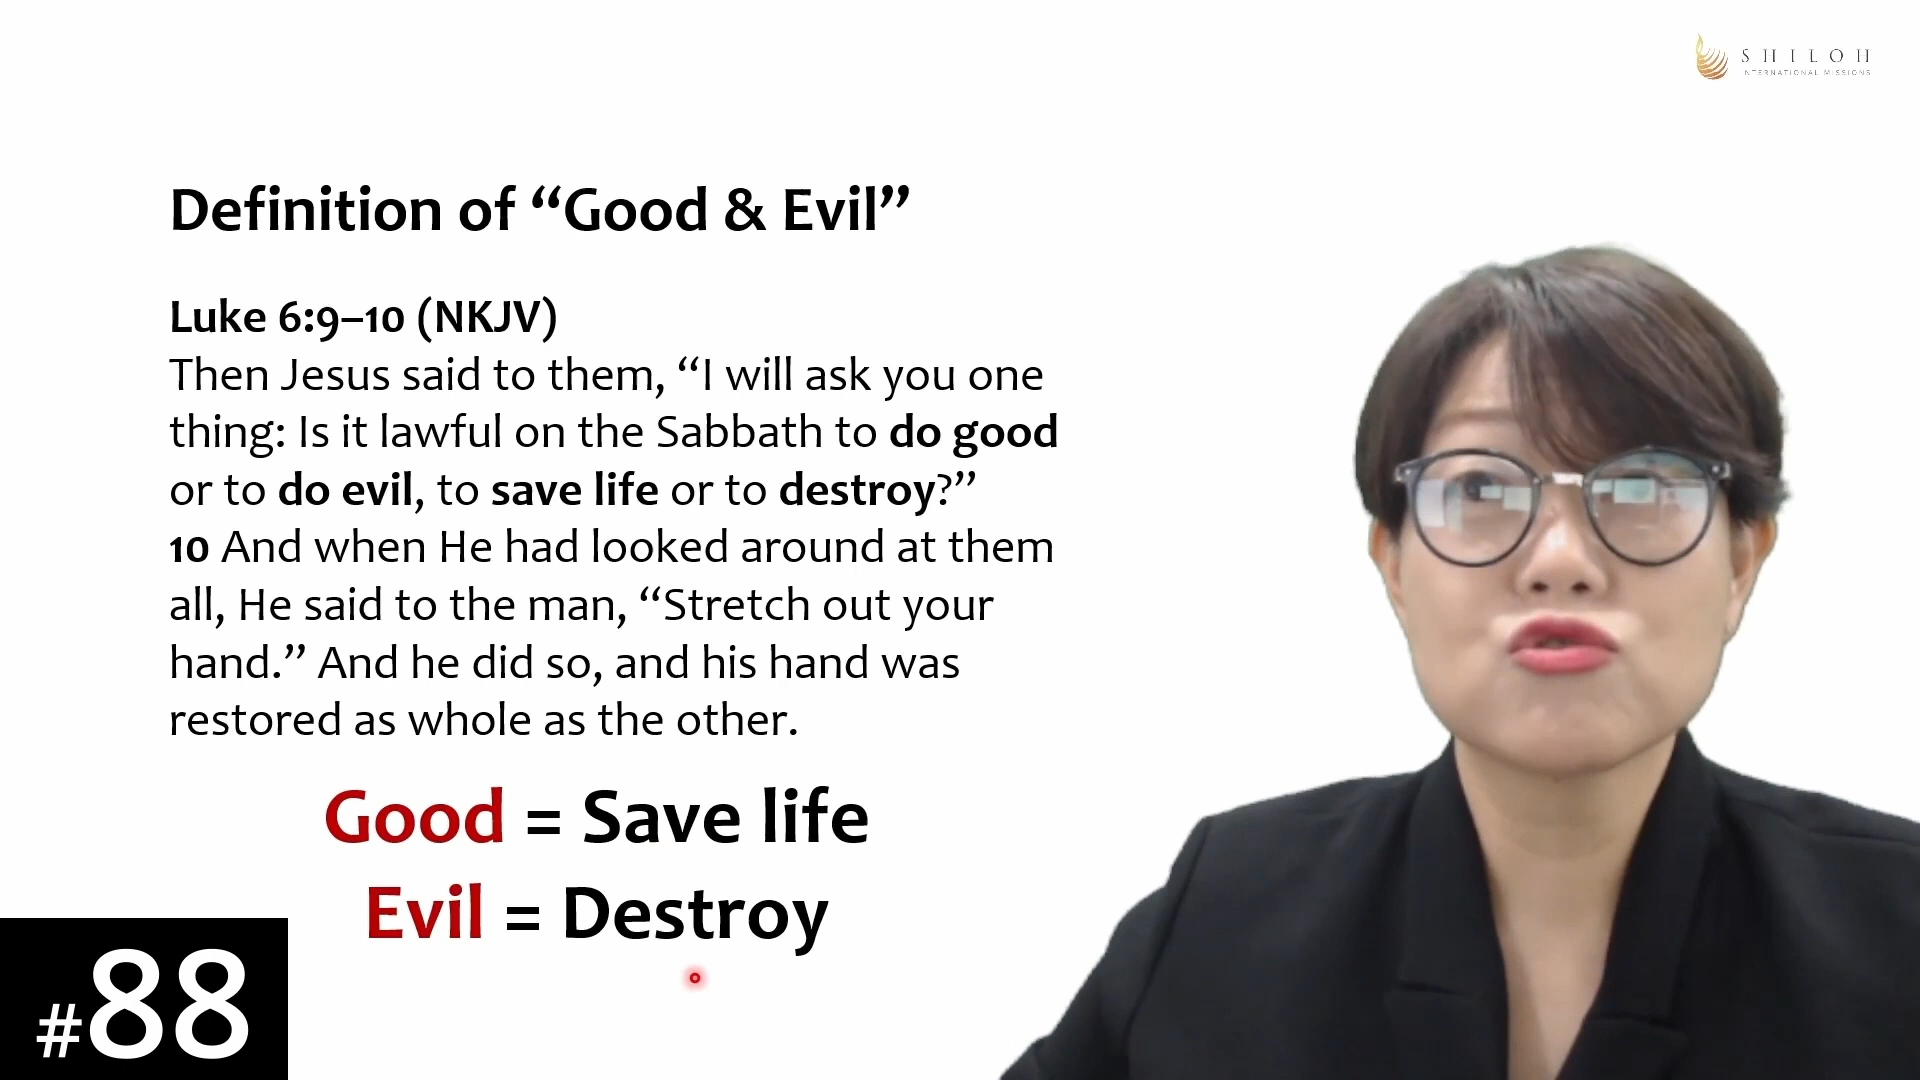 SHILOH
INTERNATIONAL MISSIONS
Definition of “Good & Evil”
Luke 6:9–10 (NKJV)
Then Jesus said to them, “I will ask you one
thing: Is it lawful on the Sabbath to do good
or to do evil, to save life or to destroy?”
10 And when He had looked around at them
all, He said to the man, “Stretch out your
hand.” And he did so, and his hand was
restored as whole as the other.
Good = Save life
Evil = Destroy
#88